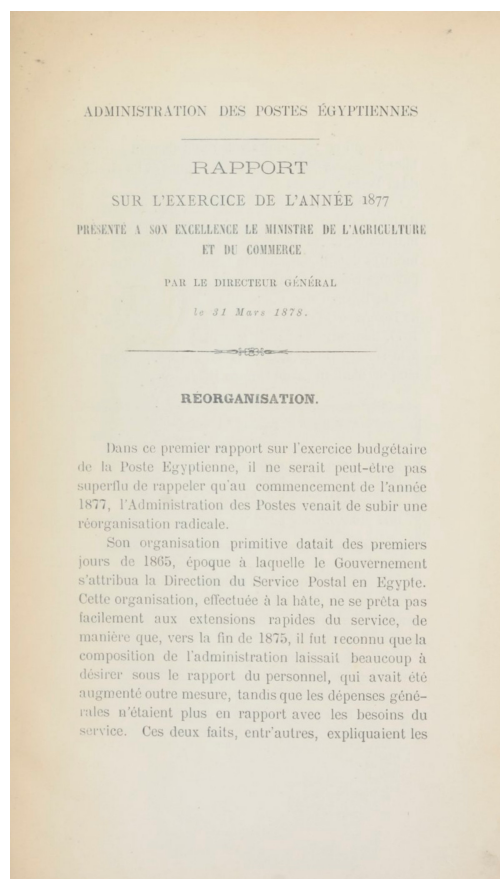 ADMINISTRATION DES POSTES ÉGYPTIENNES
RAPPORT
SUR L'EXERCICE DE L'ANNÉE 1877
PRÉSENTÉ A SON EXCELLENCE LE MINISTRE DE L'AGRICULTURE
ET DU COMMERCE
PAR LE DIRECTEUR GÉNÉRAL
le 31 Mars 1878.
RÉORGANISATION.
Dans ce premier rapport sur l'exercice budgétaire
de la Poste Egyptienne, il ne serait peut-être pas
superflu de rappeler qu'au commencement de l'année
1877, l'Administration des Postes venait de subir une
réorganisation radicale.
Son organisation primitive datait des premiers
jours de 1865, époque à laquelle le Gouvernement
s'attribua la Direction du Service Postal en Egypte.
Cette organisation, effectuée à la hâte, ne se prêta pas
facilement aux extensions rapides du service, de
manière que, vers la fin de 1875, il fut reconnu que la
composition de l'administration laissait beaucoup à
désirer sous le rapport du personnel, qui avait été
augmenté outre mesure, tandis que les dépenses géné-
rales n'étaient plus en rapport avec les besoins du
service. Ces deux faits, entr'autres, expliquaient les